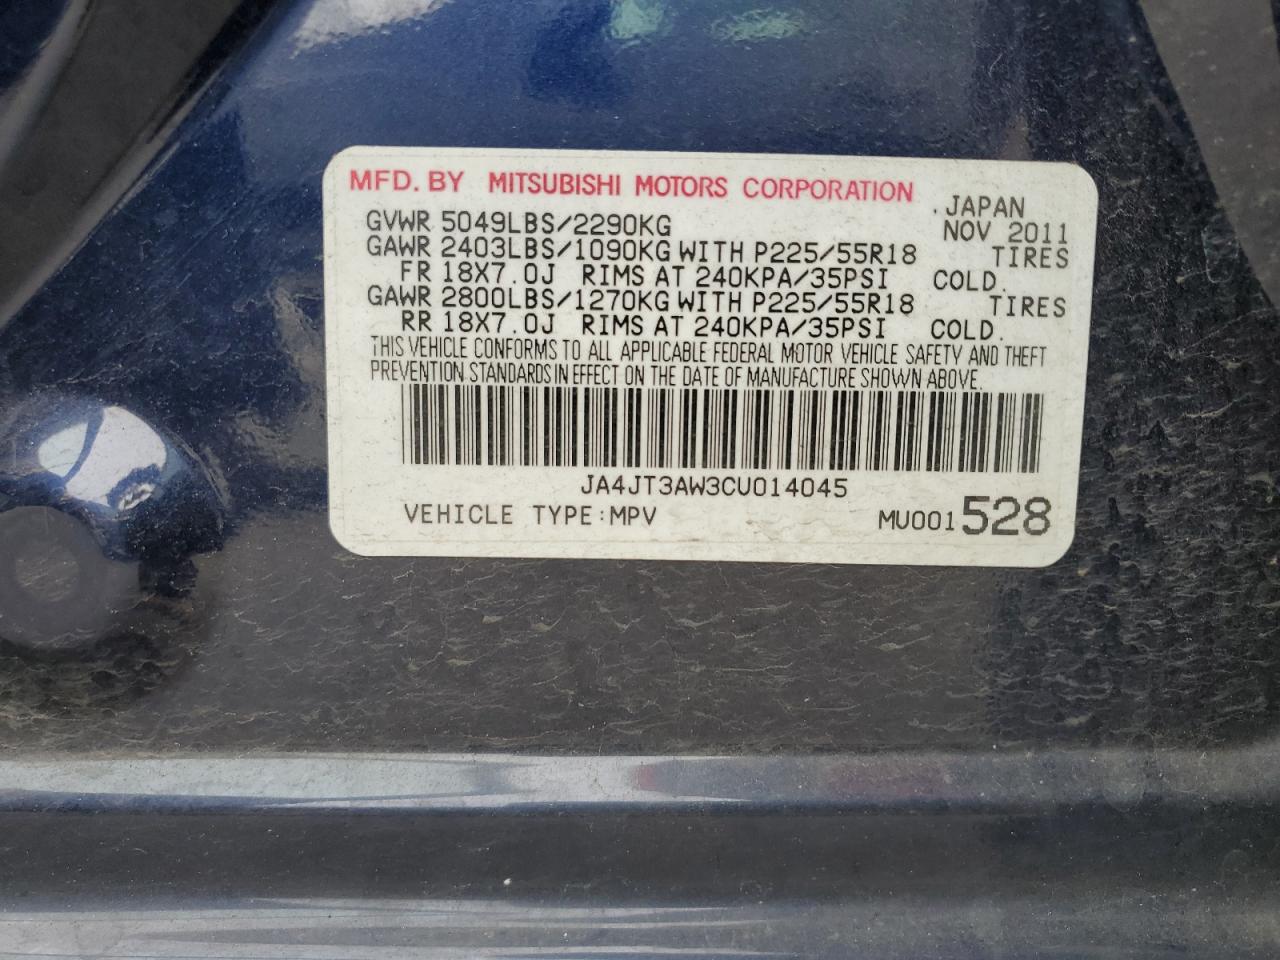 MFD. BY MITSUBISHI MOTORS CORPORATION
.JAPAN
GVWR 5049LBS/2290KG NOV 2011
GAWR 2403LBS/1090KG WITH P225/55R18 TIRES
FR 18X7.0J RIMS AT 240KPA/35PSI COLD.
GAWR 2800LBS/1270KG WITH P225/55R18 TIRES
RR 18X7.0J RIMS AT 240KPA/35PSI COLD.
THIS VEHICLE CONFORMS TO ALL APPLICABLE FEDERAL MOTOR VEHICLE SAFETY AND THEFT
PREVENTION STANDARDS IN EFFECT ON THE DATE OF MANUFACTURE SHOWN ABOVE.
JA4JT3AW3CU014045
VEHICLE TYPE:MPV MU001528